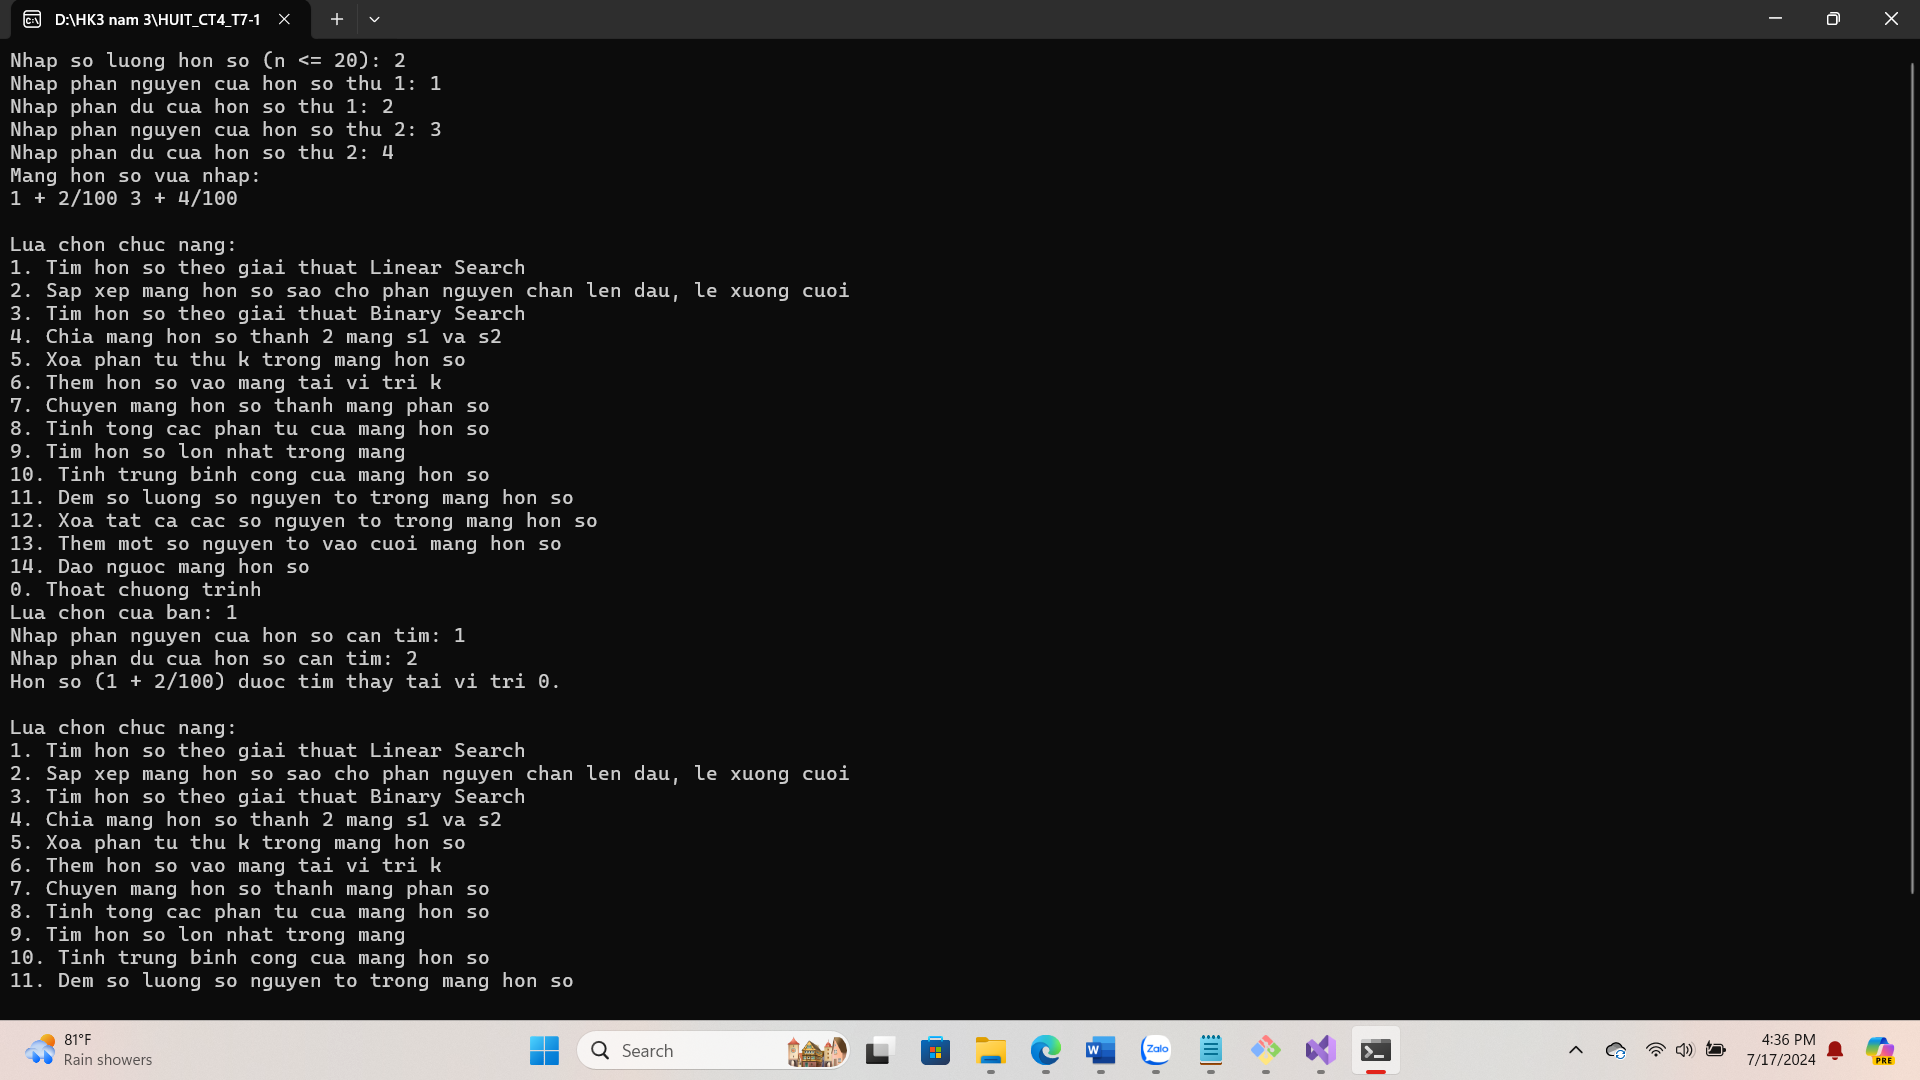 D:\HK3 nam 3\HUIT_CT4_T7-1
Nhap so luong hon so (n <= 20): 2
Nhap phan nguyen cua hon so thu 1: 1
Nhap phan du cua hon so thu 1: 2
Nhap phan nguyen cua hon so thu 2: 3
Nhap phan du cua hon so thu 2: 4
Mang hon so vua nhap:
1 + 2/100 3 + 4/100
Lua chon chuc nang:
1. Tim hon so theo giai thuat Linear Search
2. Sap xep mang hon so sao cho phan nguyen chan len dau, le xuong cuoi
3. Tim hon so theo giai thuat Binary Search
4. Chia mang hon so thanh 2 mang s1 va s2
5. Xoa phan tu thu k trong mang hon so
6. Them hon so vao mang tai vi tri k
7. Chuyen mang hon so thanh mang phan so
8. Tinh tong cac phan tu cua mang hon so
9. Tim hon so lon nhat trong mang
10. Tinh trung binh cong cua mang hon so
11. Dem so luong so nguyen to trong mang hon so
12. Xoa tat ca cac so nguyen to trong mang hon so
13. Them mot so nguyen to vao cuoi mang hon so
14. Dao nguoc mang hon so
0. Thoat chuong trinh
Lua chon cua ban: 1
Nhap phan nguyen cua hon so can tim: 1
Nhap phan du cua hon so can tim: 2
Hon so (1 + 2/100) duoc tim thay tai vi tri 0.
Lua chon chuc nang:
1. Tim hon so theo giai thuat Linear Search
2. Sap xep mang hon so sao cho phan nguyen chan len dau, le xuong cuoi
3. Tim hon so theo giai thuat Binary Search
4. Chia mang hon so thanh 2 mang s1 va s2
5. Xoa phan tu thu k trong mang hon so
6. Them hon so vao mang tai vi tri k
7. Chuyen mang hon so thanh mang phan so
8. Tinh tong cac phan tu cua mang hon so
9. Tim hon so lon nhat trong mang
10. Tinh trung binh cong cua mang hon so
11. Dem so luong so nguyen to trong mang hon so
81°F
Rain showers
Search
Zalo
4:36 PM
7/17/2024
PRE